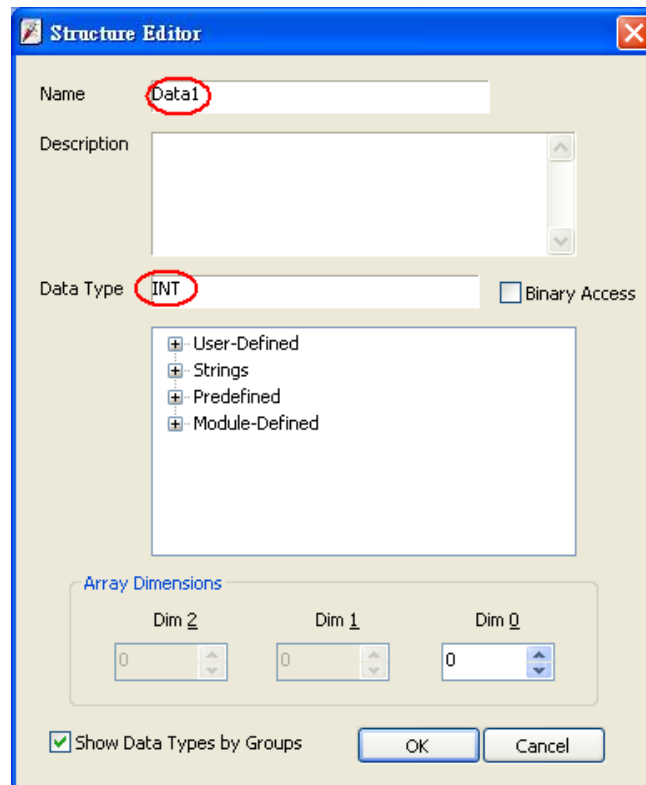 Structure Editor
Name Data1
Description
Data Type INT Binary Access
User-Defined
Strings
Predefined
Module-Defined
Array Dimensions
Dim 2 Dim 1 Dim 0
0 0 0
Show Data Types by Groups OK Cancel